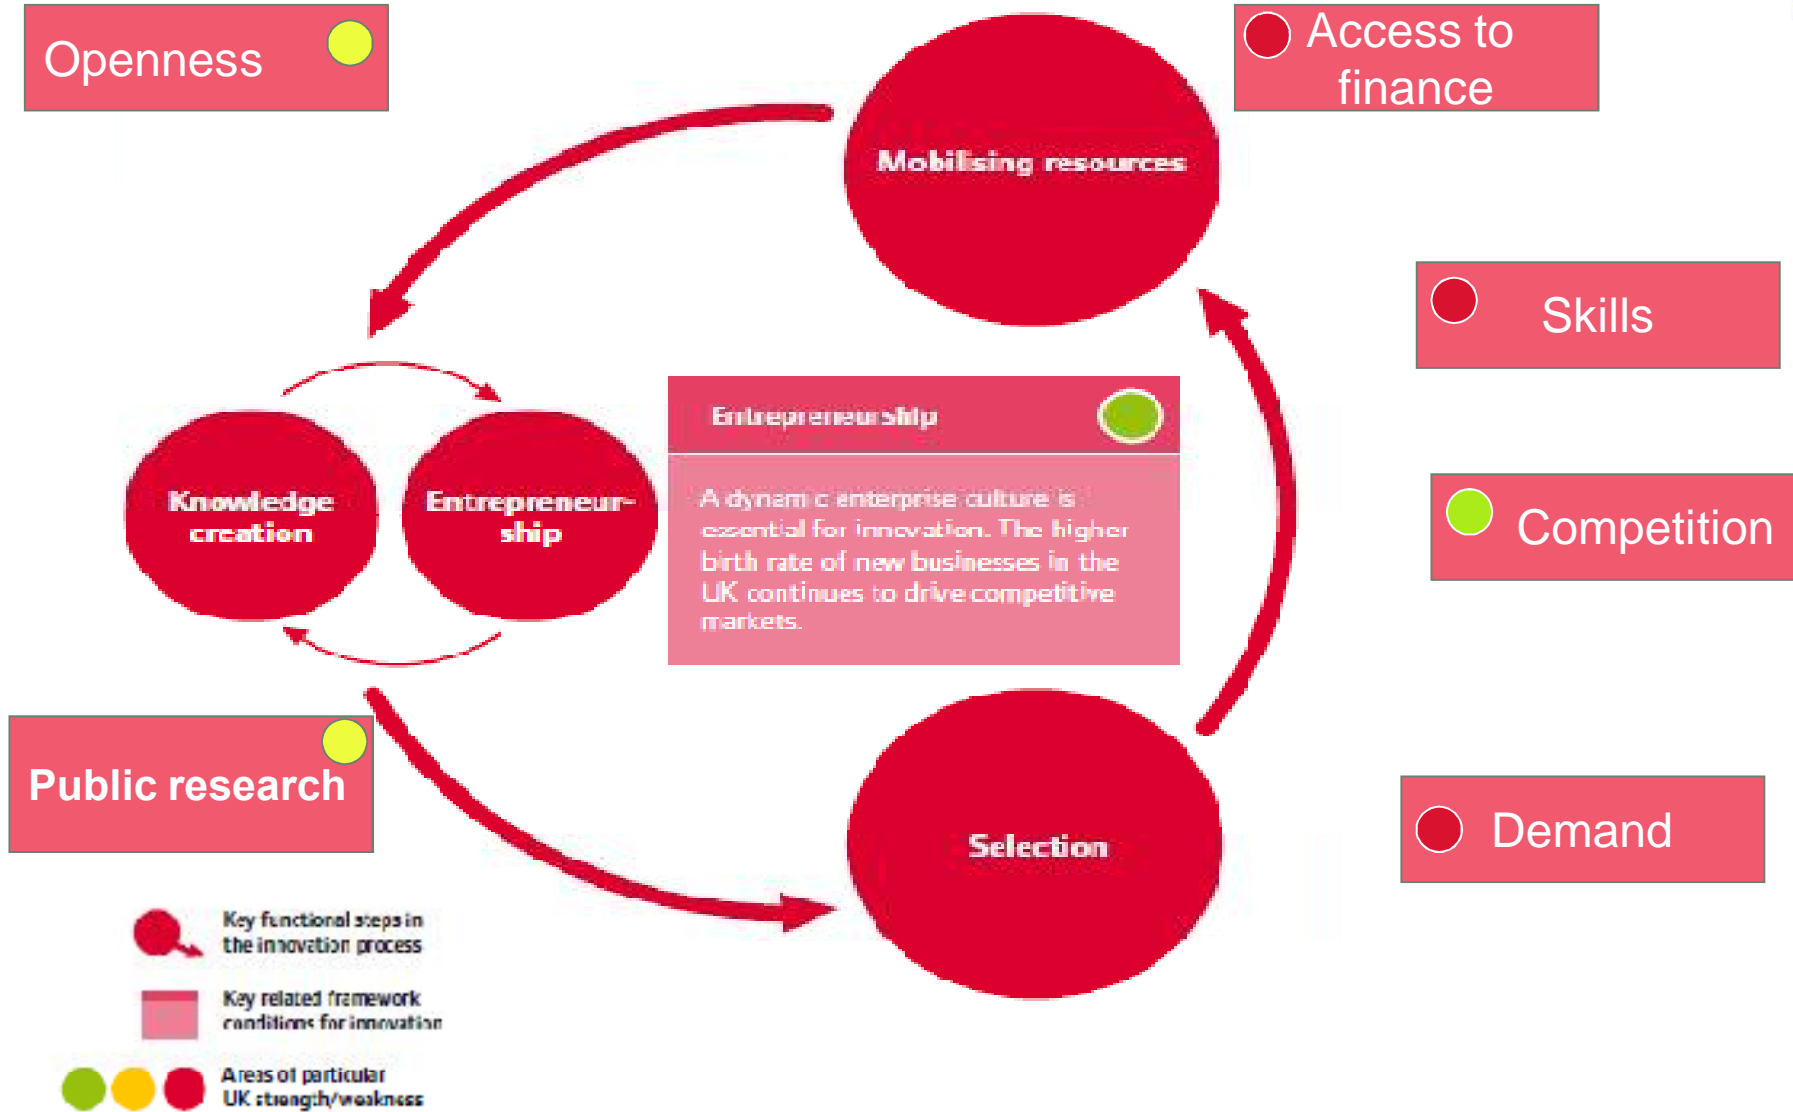 Openness
Access to
finance
Mobilising resources
Skills
Entrepreneurship
A dynamic enterprise culture is
essential for innovation. The higher
birth rate of new businesses in the
UK continues to drive competitive
markets.
Knowledge
creation
Entrepreneur-
ship
Competition
Public research
Selection
Demand
Key functional steps in
the innovation process
Key related framework
conditions for innovation
Areas of particular
UK strength/weakness